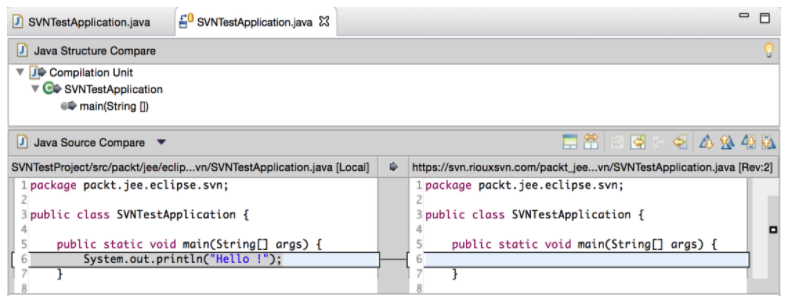 SVNTestApplication.java
SVNTestApplication.java
Java Structure Compare
Compilation Unit
SVNTestApplication
main(String [])
Java Source Compare
SVNTestProject/src/packt/jee/eclip...vn/SVNTestApplication.java [Local]
1 package packt.jee.eclipse.svn;
2
3 public class SVNTestApplication {
4
5 public static void main(String[] args) {
6 System.out.println("Hello !");
7 }
8
https://svn.riouxsvn.com/packt_jee...vn/SVNTestApplication.java [Rev:2]
1 package packt.jee.eclipse.svn;
2
3 public class SVNTestApplication {
4
5 public static void main(String[] args) {
6
7 }
8